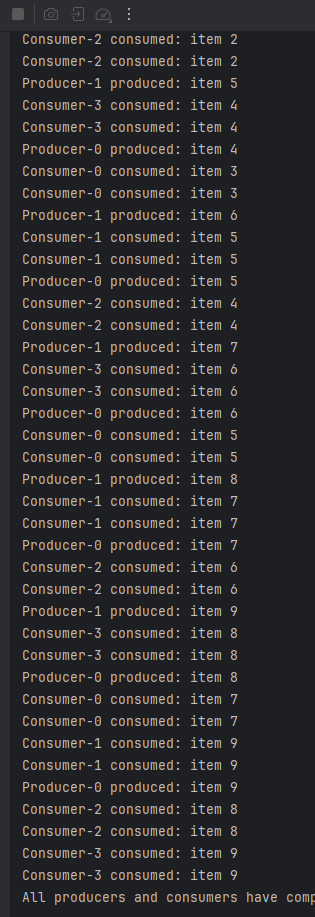 Consumer-2 consumed: item 2
Consumer-2 consumed: item 2
Producer-1 produced: item 5
Consumer-3 consumed: item 4
Consumer-3 consumed: item 4
Producer-0 produced: item 4
Consumer-0 consumed: item 3
Consumer-0 consumed: item 3
Producer-1 produced: item 6
Consumer-1 consumed: item 5
Consumer-1 consumed: item 5
Producer-0 produced: item 5
Consumer-2 consumed: item 4
Consumer-2 consumed: item 4
Producer-1 produced: item 7
Consumer-3 consumed: item 6
Consumer-3 consumed: item 6
Producer-0 produced: item 6
Consumer-0 consumed: item 5
Consumer-0 consumed: item 5
Producer-1 produced: item 8
Consumer-1 consumed: item 7
Consumer-1 consumed: item 7
Producer-0 produced: item 7
Consumer-2 consumed: item 6
Consumer-2 consumed: item 6
Producer-1 produced: item 9
Consumer-3 consumed: item 8
Consumer-3 consumed: item 8
Producer-0 produced: item 8
Consumer-0 consumed: item 7
Consumer-0 consumed: item 7
Consumer-1 consumed: item 9
Consumer-1 consumed: item 9
Producer-0 produced: item 9
Consumer-2 consumed: item 8
Consumer-2 consumed: item 8
Consumer-3 consumed: item 9
Consumer-3 consumed: item 9
All producers and consumers have comp